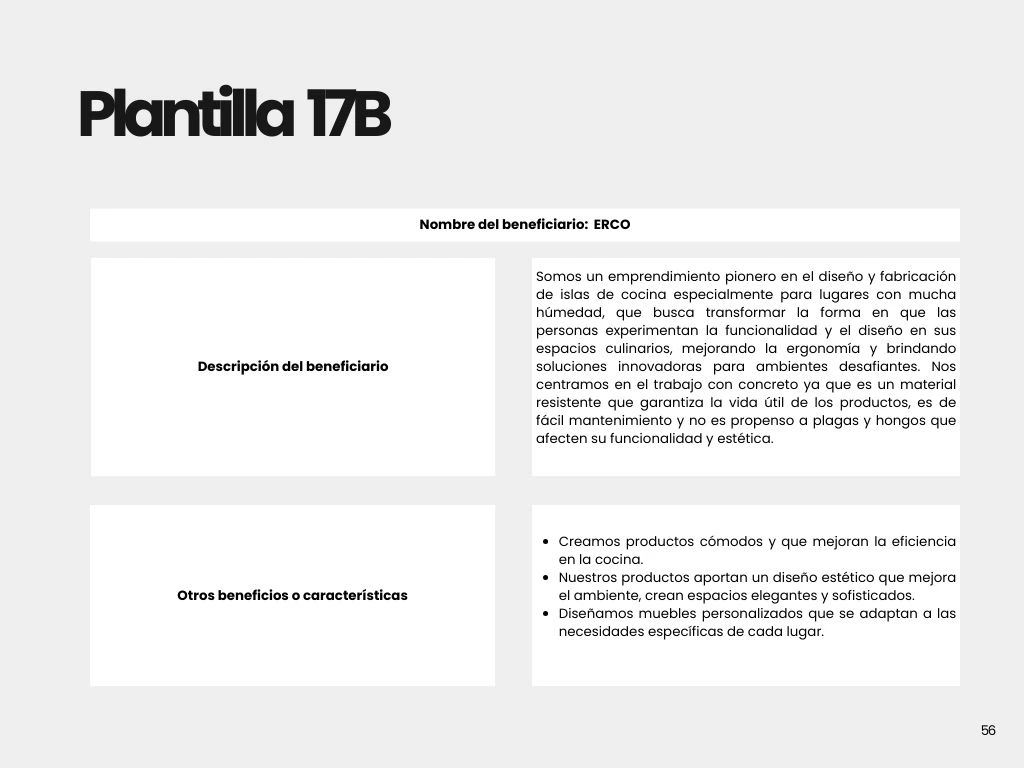 Plantilla 17B
Nombre del beneficiario: ERCO
Descripción del beneficiario
Somos un emprendimiento pionero en el diseño y fabricación
de islas de cocina especialmente para lugares con mucha
húmedad, que busca transformar la forma en que las
personas experimentan la funcionalidad y el diseño en sus
espacios culinarios, mejorando la ergonomía y brindando
soluciones innovadoras para ambientes desafiantes. Nos
centramos en el trabajo con concreto ya que es un material
resistente que garantiza la vida útil de los productos, es de
fácil mantenimiento y no es propenso a plagas y hongos que
afecten su funcionalidad y estética.
Otros beneficios o características
• Creamos productos cómodos y que mejoran la eficiencia
en la cocina.
• Nuestros productos aportan un diseño estético que mejora
el ambiente, crean espacios elegantes y sofisticados.
• Diseñamos muebles personalizados que se adaptan a las
necesidades específicas de cada lugar.
56